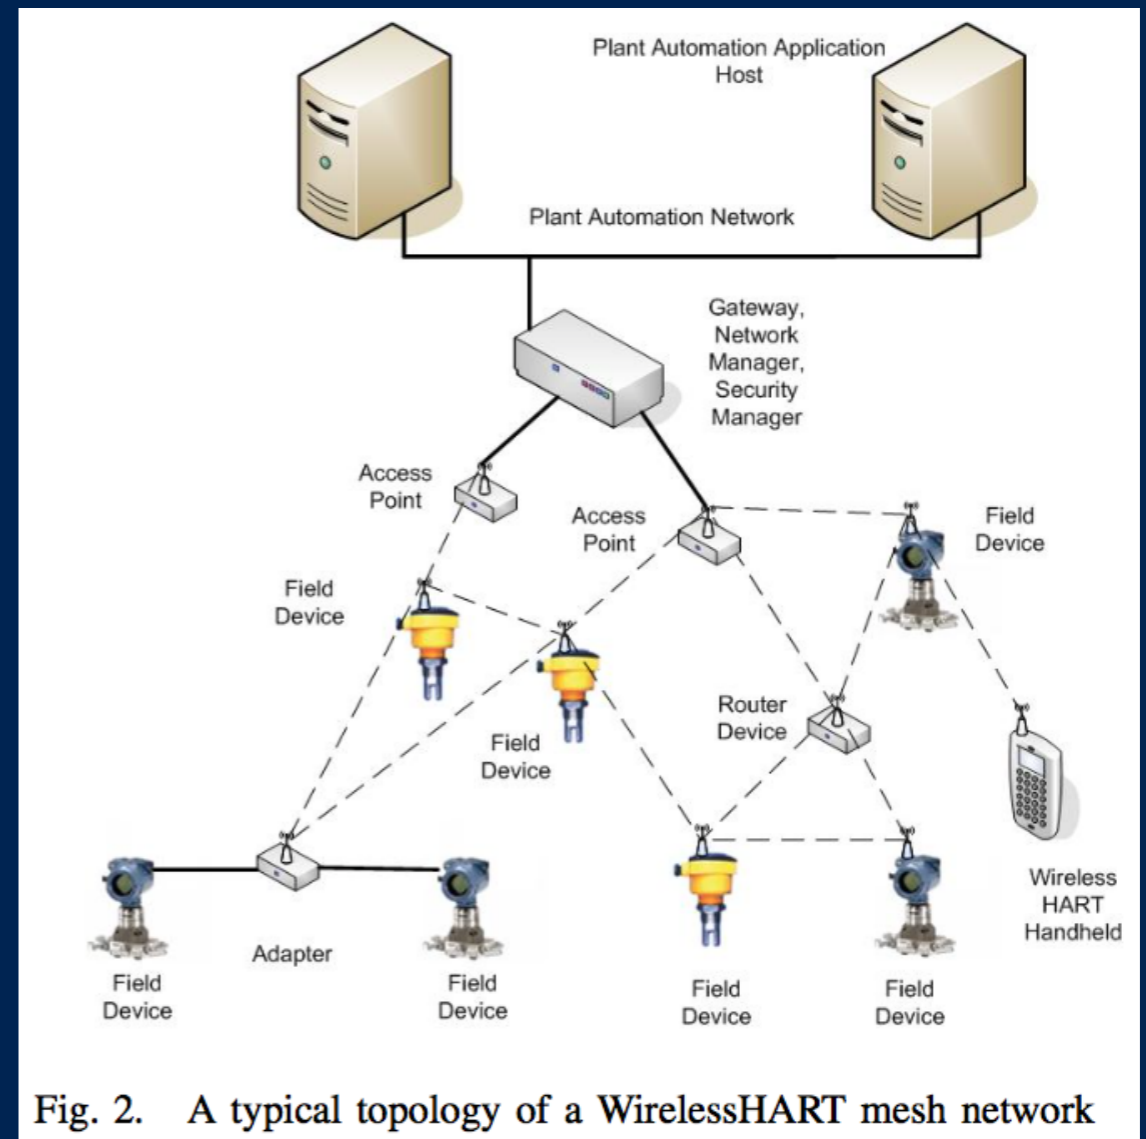 Plant Automation Application
Host
Plant Automation Network
Gateway,
Network
Manager,
Security
Manager
Access
Point
Access
Point
Field
Device
Field
Device
Field
Device
Router
Device
Adapter
Wireless
HART
Handheld
Field
Device
Field
Device
Field
Device
Field
Device
Fig. 2. A typical topology of a WirelessHART mesh network